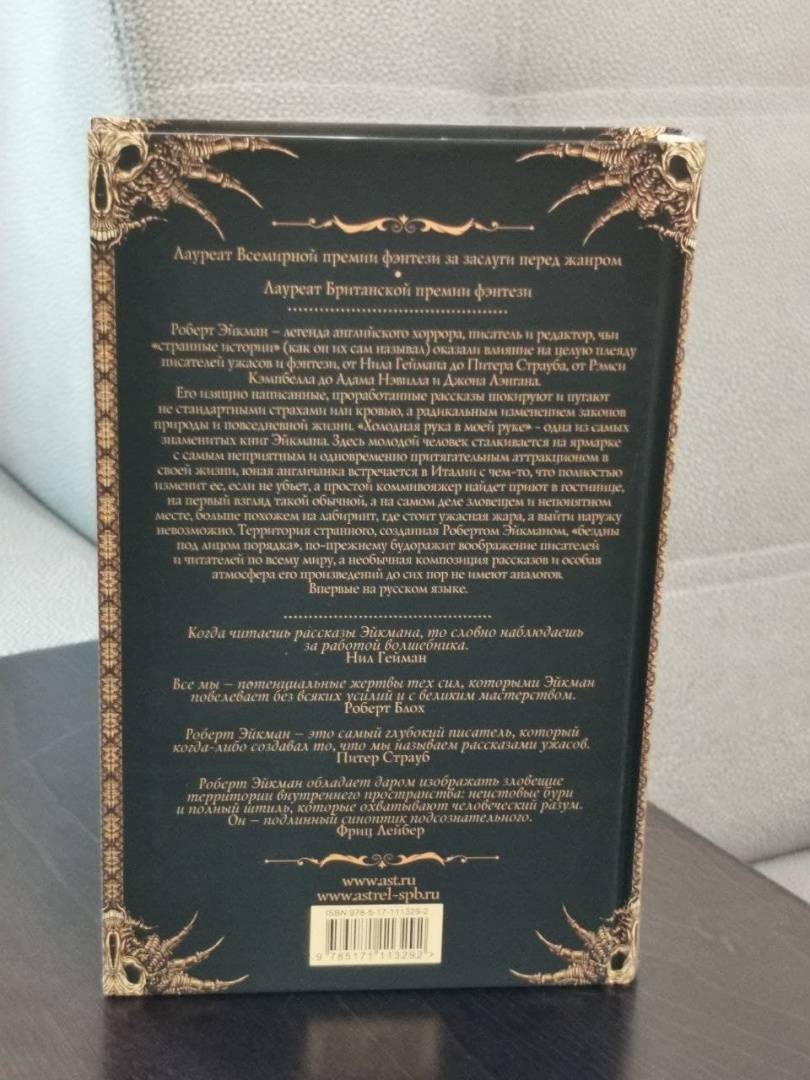 Лауреат Всемирной премии фэнтези за заслуги перед жанром
•
Лауреат Британской премии фэнтези
Роберт Эйкман – легенда английского хоррора, писатель и редактор, чьи
«странные истории» (как он их сам называл) оказали влияние на целую плеяду
писателей ужасов и фэнтези, от Нила Геймана до Питера Страуба, от Рэмси
Кэмпбелла до Адама Нэвилла и Джона Лэнгана.
Его изящно написанные, проработанные рассказы шокируют и пугают
не стандартными страхами или кровью, а радикальным изменением законов
природы и повседневной жизни. «Холодная рука в моей руке» - одна из самых
знаменитых книг Эйкмана. Здесь молодой человек сталкивается на ярмарке
с самым неприятным и одновременно притягательным аттракционом в
своей жизни, юная англичанка встречается в Италии с чем-то, что полностью
изменит ее, если не убьет, а простой коммивояжер найдет приют в гостинице,
на первый взгляд такой обычной, а на самом деле зловещем и непонятном
месте, больше похожем на лабиринт, где стоит ужасная жара, а выйти наружу
невозможно. Территория странного, созданная Робертом Эйкманом, «бездны
под лицом порядка», по-прежнему будоражит воображение писателей
и читателей по всему миру, а необычная композиция рассказов и особая
атмосфера его произведений до сих пор не имеют аналогов.
Впервые на русском языке.
Когда читаешь рассказы Эйкмана, то словно наблюдаешь
за работой волшебника.
Нил Гейман
Все мы – потенциальные жертвы тех сил, которыми Эйкман
повелевает без всяких усилий и с великим мастерством.
Роберт Блох
Роберт Эйкман – это самый глубокий писатель, который
когда-либо создавал то, что мы называем рассказами ужасов.
Питер Страуб
Роберт Эйкман обладает даром изображать зловещие
территории внутреннего пространства: неистовые бури
и полный штиль, которые охватывают человеческий разум.
Он – подлинный синоптик подсознательного.
Фриц Лейбер
www.ast.ru
www.astrel-spb.ru
ISBN 978-5-17-111329-2
9 785171 113292 >